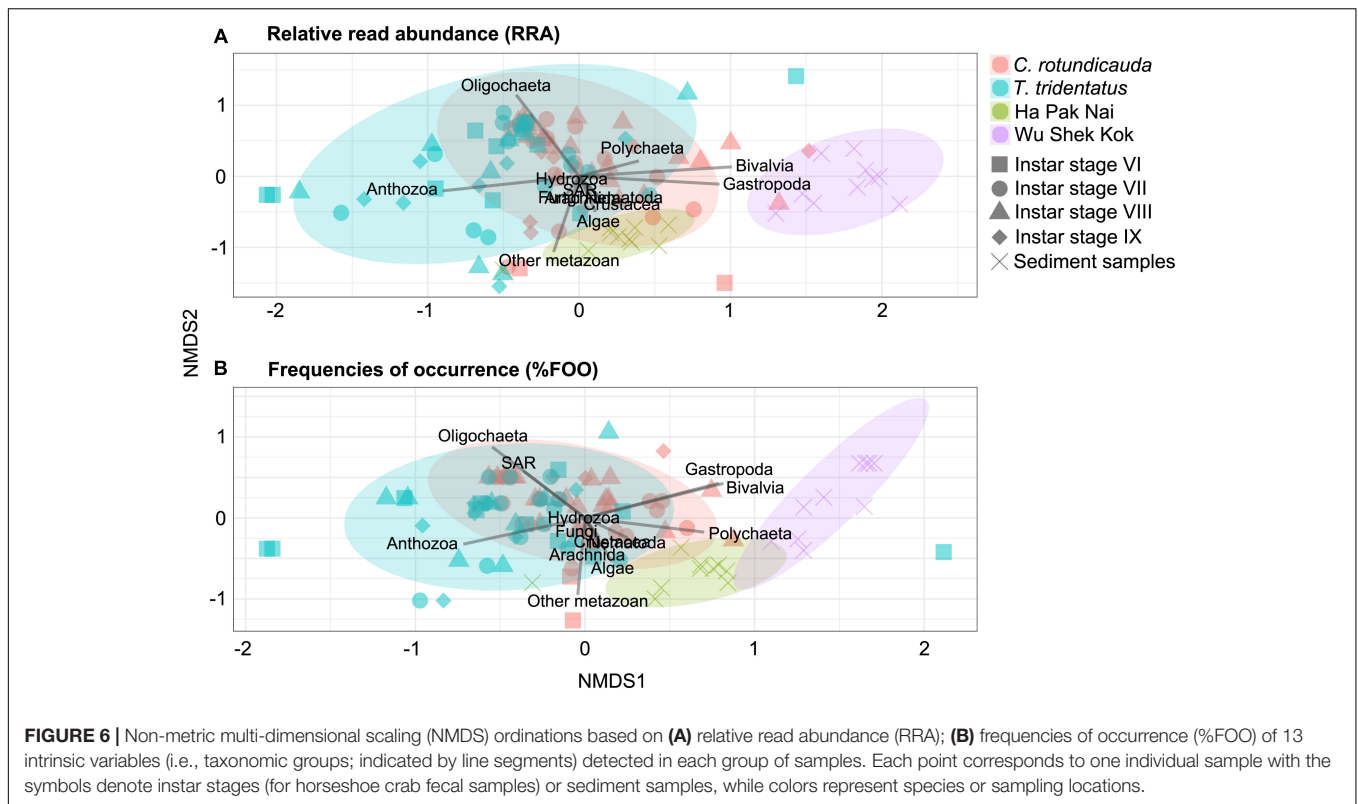 A Relative read abundance (RRA)
C. rotundicauda
T. tridentatus
Ha Pak Nai
Wu Shek Kok
Instar stage VI
Instar stage VII
Instar stage VIII
Instar stage IX
Sediment samples
1
0
-1
Oligochaeta
Polychaeta
Bivalvia
Hydrozoa
Gastropoda
Anthozoa
SAR
Fungi Arachnida Nematoda
Crustacea
Algae
Other metazoan
-2 -1 0 1 2
NMDS2
B Frequencies of occurrence (%FOO)
1
0
-1
Oligochaeta
SAR
Gastropoda
Bivalvia
Hydrozoa
Fungi
Polychaeta
Anthozoa
Crustacea Nematoda
Arachnida
Algae
Other metazoan
-2 -1 0 1 2
NMDS1
FIGURE 6 | Non-metric multi-dimensional scaling (NMDS) ordinations based on (A) relative read abundance (RRA); (B) frequencies of occurrence (%FOO) of 13
intrinsic variables (i.e., taxonomic groups; indicated by line segments) detected in each group of samples. Each point corresponds to one individual sample with the
symbols denote instar stages (for horseshoe crab fecal samples) or sediment samples, while colors represent species or sampling locations.